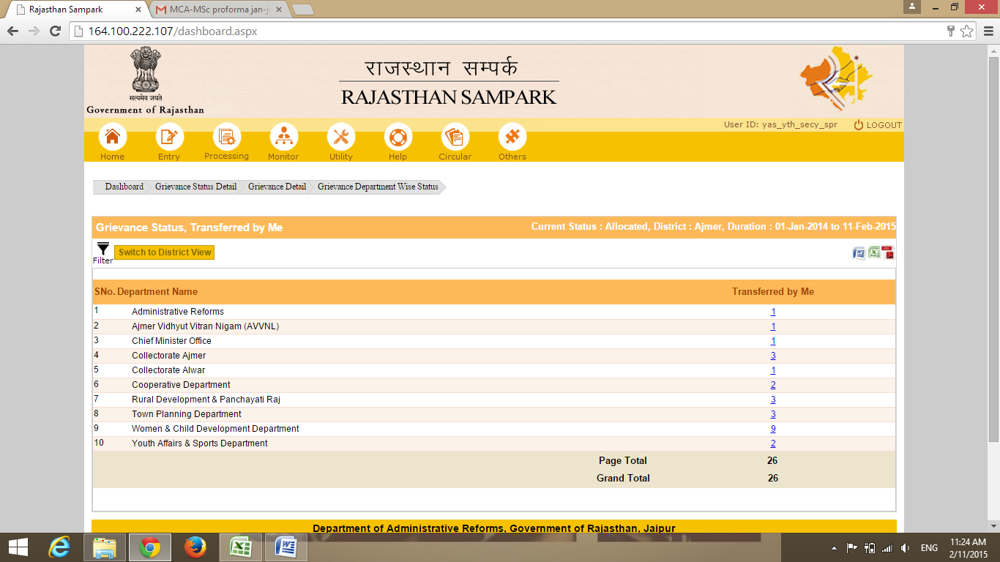 Rajasthan Sampark
MCA-MSc proforma jan-j
164.100.222.107/dashboard.aspx
राजस्थान सम्पर्क
RAJASTHAN SAMPARK
सत्यमेव जयते
Government of Rajasthan
User ID: yas_yth_secy_spr LOGOUT
Home Entry Processing Monitor Utility Help Circular Others
Dashboard Grievance Status Detail Grievance Detail Grievance Department Wise Status
Grievance Status, Transferred by Me Current Status : Allocated, District : Ajmer, Duration : 01-Jan-2014 to 11-Feb-2015
Filter Switch to District View
SNo. Department Name Transferred by Me
1 Administrative Reforms 1
2 Ajmer Vidhyut Vitran Nigam (AVVNL) 1
3 Chief Minister Office 1
4 Collectorate Ajmer 3
5 Collectorate Alwar 1
6 Cooperative Department 2
7 Rural Development & Panchayati Raj 3
8 Town Planning Department 3
9 Women & Child Development Department 9
10 Youth Affairs & Sports Department 2
Page Total 26
Grand Total 26
Department of Administrative Reforms, Government of Rajasthan, Jaipur
ENG
11:24 AM
2/11/2015